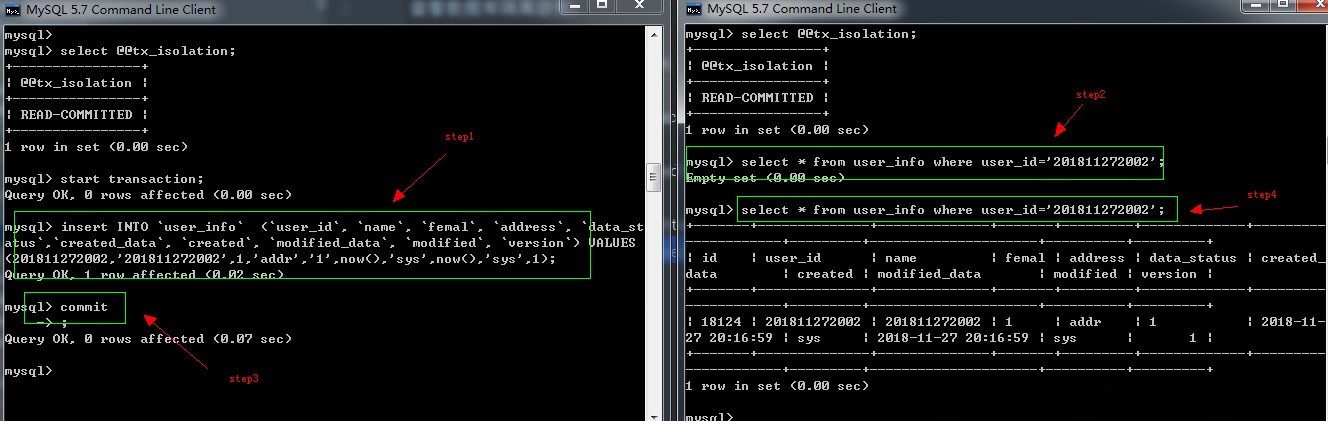 MySQL 5.7 Command Line Client
mysql>
mysql> select @@tx_isolation;
+----------------+
| @@tx_isolation |
+----------------+
| READ-COMMITTED |
+----------------+
1 row in set (0.00 sec)
step1
mysql> start transaction;
Query OK, 0 rows affected (0.00 sec)
mysql> insert INTO `user_info`  (`user_id`, `name`, `femal`, `address`, `data_st
atus`,`created_data`, `created`, `modified_data`, `modified`, `version`) VALUES
(201811272002,'201811272002',1,'addr','1',now(),'sys',now(),'sys',1);
Query OK, 1 row affected (0.02 sec)
mysql> commit
-> ;
Query OK, 0 rows affected (0.07 sec)
step3
mysql>
MySQL 5.7 Command Line Client
mysql> select @@tx_isolation;
+----------------+
| @@tx_isolation |
+----------------+
| READ-COMMITTED |
+----------------+
1 row in set (0.00 sec)
step2
mysql> select * from user_info where user_id='201811272002';
Empty set (0.00 sec)
step4
mysql> select * from user_info where user_id='201811272002';
| id    | user_id      | name         | femal | address | data_status | created_
data         | created | modified_data       | modified | version |
| 18124 | 201811272002 | 201811272002 | 1     | addr    | 1           | 2018-11-
27 20:16:59 | sys     | 2018-11-27 20:16:59 | sys      |       1 |
1 row in set (0.00 sec)
mysql>